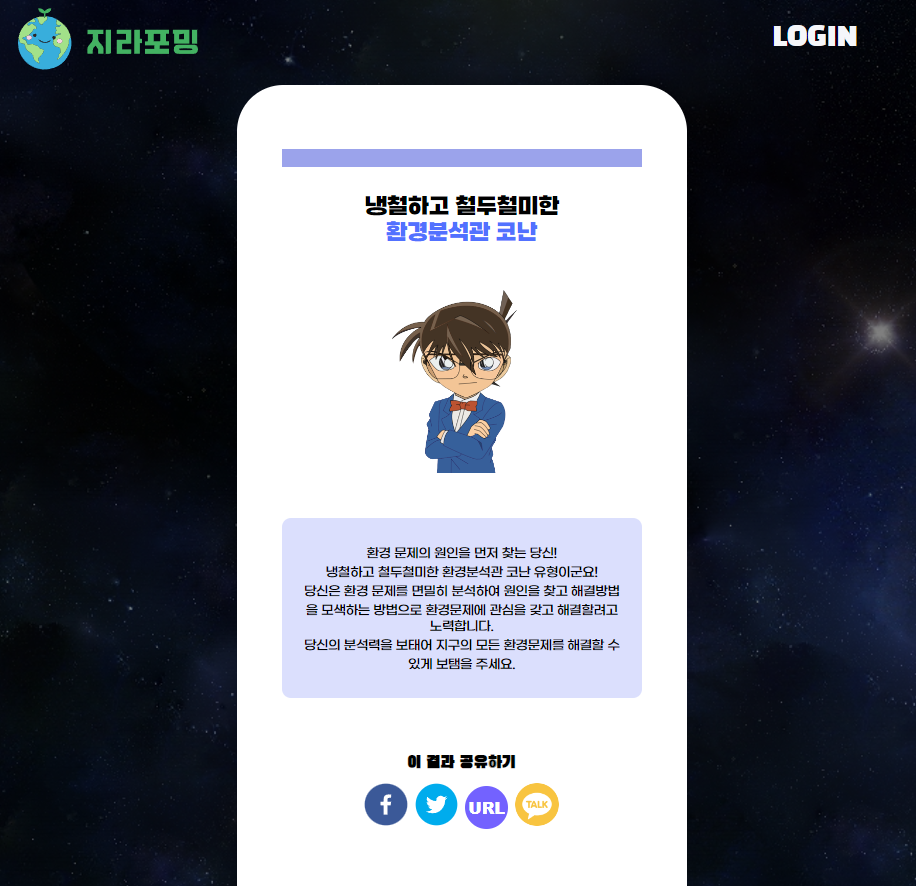 지라포밍
LOGIN
냉철하고 철두철미한
환경분석관 코난
환경 문제의 원인을 먼저 찾는 당신!
냉철하고 철두철미한 환경분석관 코난 유형이군요!
당신은 환경 문제를 면밀히 분석하여 원인을 찾고 해결방법
을 모색하는 방법으로 환경문제에 관심을 갖고 해결할려고
노력합니다.
당신의 분석력을 보태어 지구의 모든 환경문제를 해결할 수
있게 보탬을 주세요.
이 결과 공유하기
URL
TALK